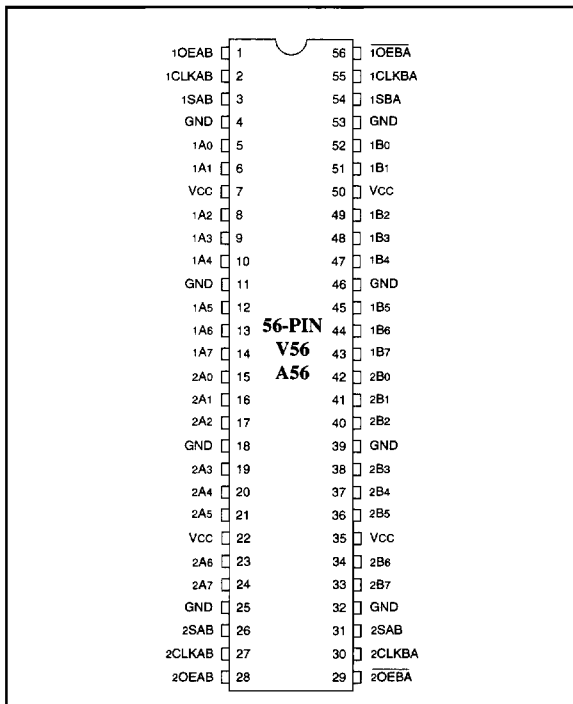 1OEAB 1 56 1OEBA
1CLKAB 2 55 1CLKBA
1SAB 3 54 1SBA
GND 4 53 GND
1A0 5 52 1B0
1A1 6 51 1B1
VCC 7 50 VCC
1A2 8 49 1B2
1A3 9 48 1B3
1A4 10 47 1B4
GND 11 46 GND
1A5 12 45 1B5
1A6 13 56-PIN 44 1B6
1A7 14 V56 43 1B7
2A0 15 A56 42 2B0
2A1 16 41 2B1
2A2 17 40 2B2
GND 18 39 GND
2A3 19 38 2B3
2A4 20 37 2B4
2A5 21 36 2B5
VCC 22 35 VCC
2A6 23 34 2B6
2A7 24 33 2B7
GND 25 32 GND
2SAB 26 31 2SAB
2CLKAB 27 30 2CLKBA
2OEAB 28 29 2OEBA